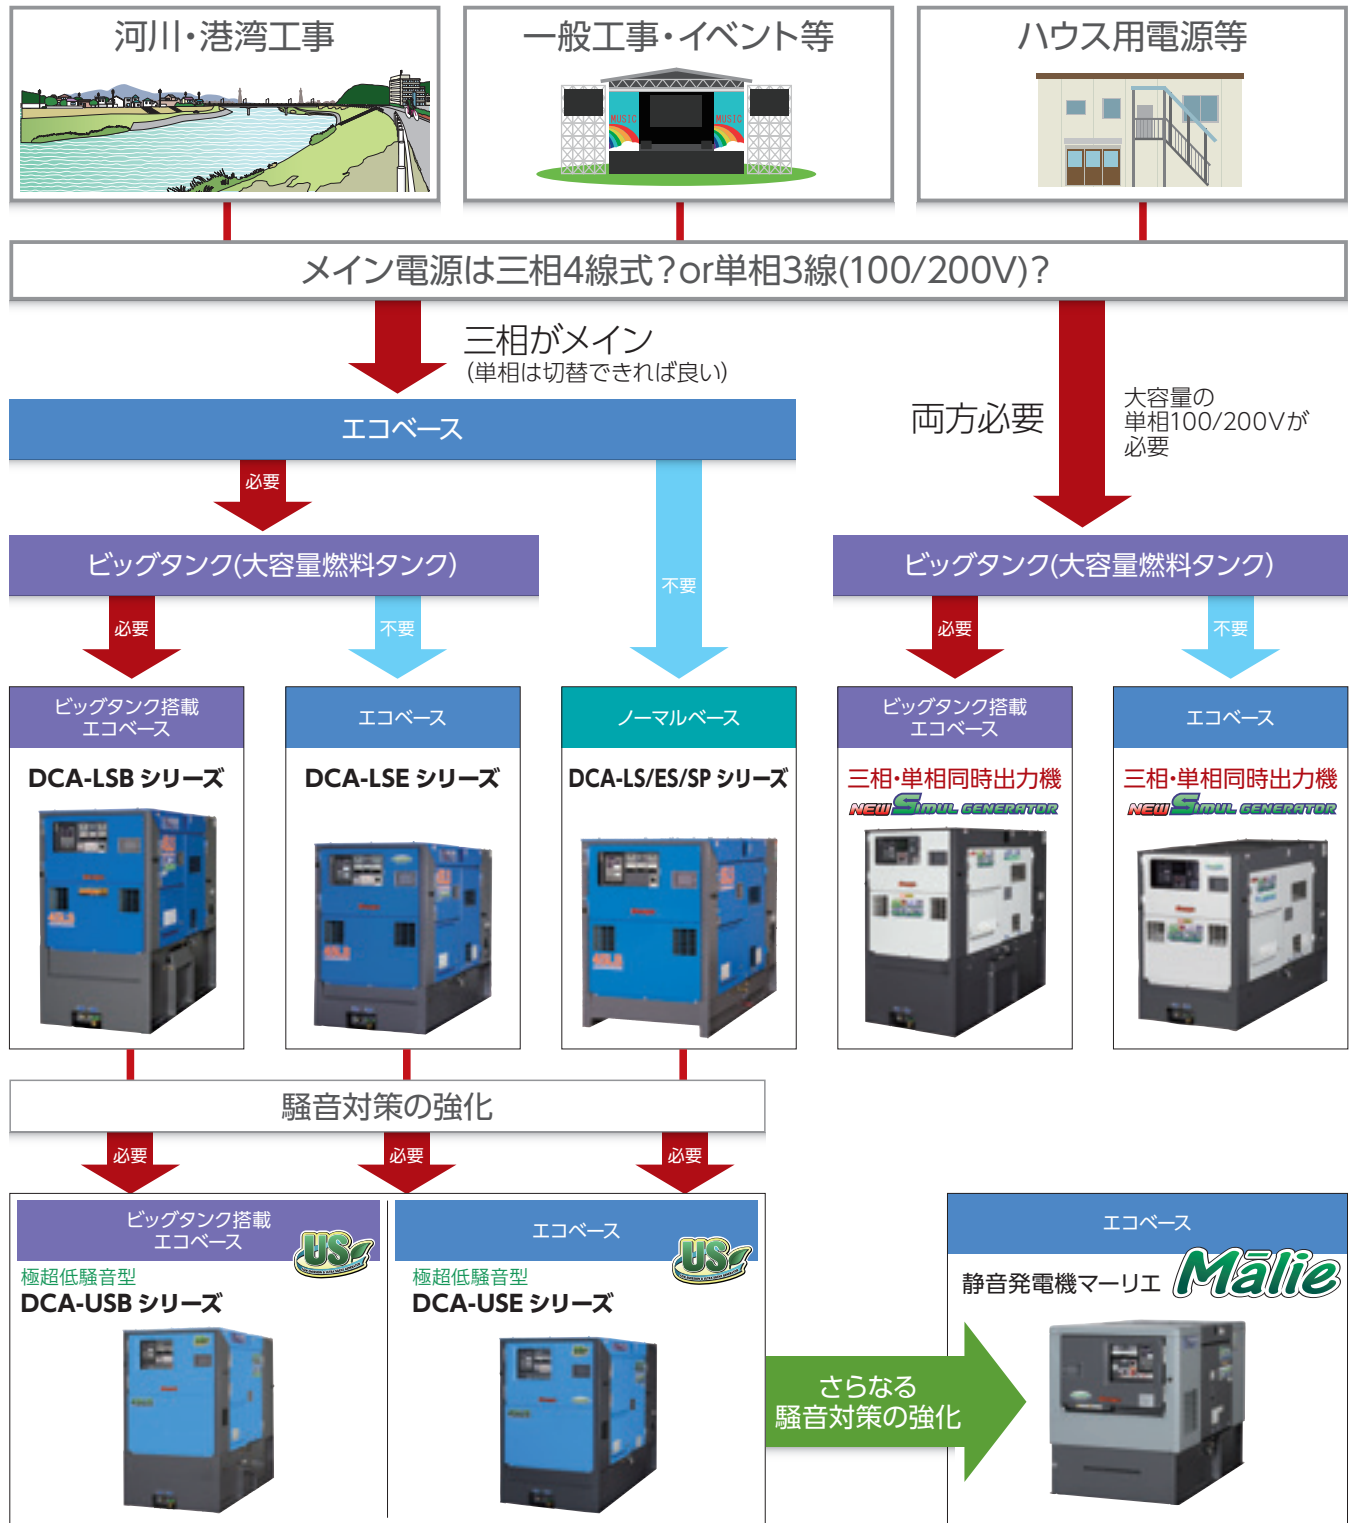 河川・港湾工事
一般工事・イベント等
ハウス用電源等
MUSIC
MUSIC
メイン電源は三相4線式？or単相3線(100/200V)？
三相がメイン
（単相は切替できれば良い）
両方必要
大容量の
単相100/200Vが
必要
エコベース
必要
不要
ビッグタンク(大容量燃料タンク)
ビッグタンク(大容量燃料タンク)
必要
不要
必要
不要
ビッグタンク搭載
エコベース
DCA-LSB シリーズ
エコベース
DCA-LSE シリーズ
ノーマルベース
DCA-LS/ES/SP シリーズ
ビッグタンク搭載
エコベース
三相・単相同時出力機
NEW SIMUL GENERATOR
エコベース
三相・単相同時出力機
NEW SIMUL GENERATOR
騒音対策の強化
必要
必要
必要
ビッグタンク搭載
エコベース
US
極超低騒音型
DCA-USB シリーズ
エコベース
US
極超低騒音型
DCA-USE シリーズ
さらなる
騒音対策の強化
エコベース
静音発電機マーリエ Mālie